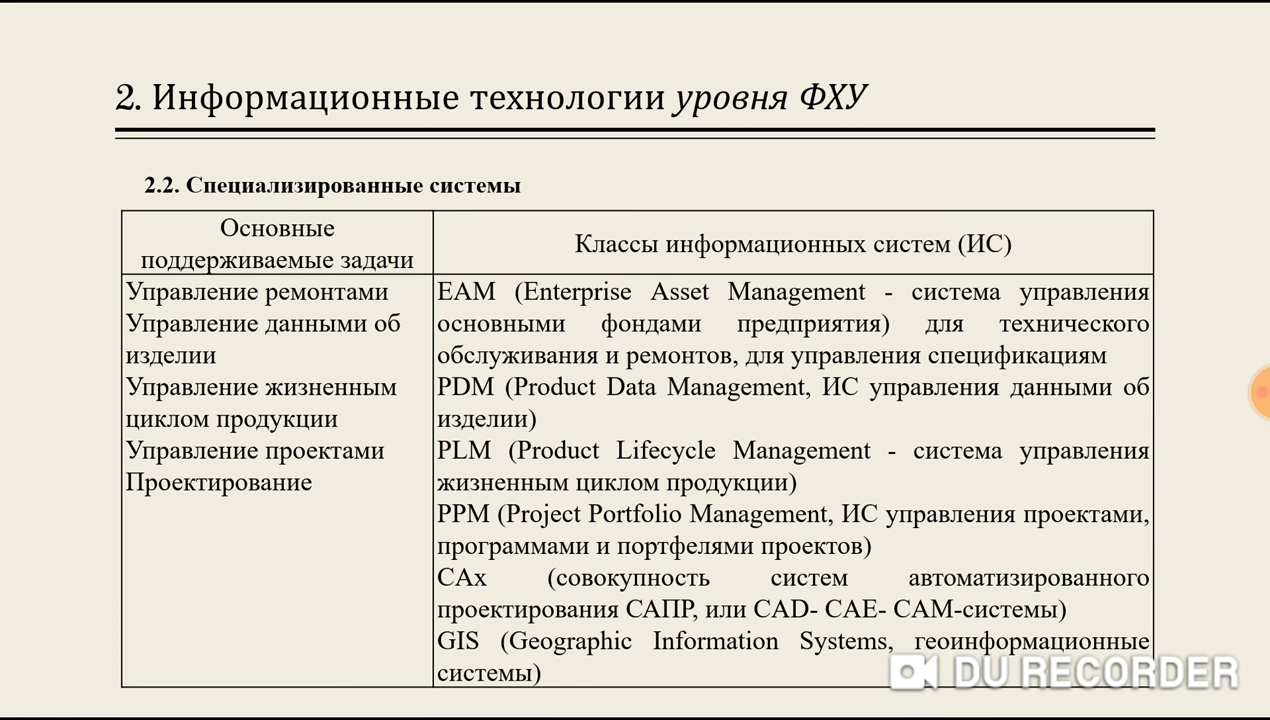 2. Информационные технологии уровня ФХУ
2.2. Специализированные системы
Основные
поддерживаемые задачи
Классы информационных систем (ИС)
Управление ремонтами
Управление данными об
изделии
Управление жизненным
циклом продукции
Управление проектами
Проектирование
EAM (Enterprise Asset Management - система управления
основными фондами предприятия) для технического
обслуживания и ремонтов, для управления спецификациям
PDM (Product Data Management, ИС управления данными об
изделии)
PLM (Product Lifecycle Management - система управления
жизненным циклом продукции)
PPM (Project Portfolio Management, ИС управления проектами,
программами и портфелями проектов)
CAx (совокупность систем автоматизированного
проектирования САПР, или CAD- CAE- CAM-системы)
GIS (Geographic Information Systems, геоинформационные
системы)
DU RECORDER